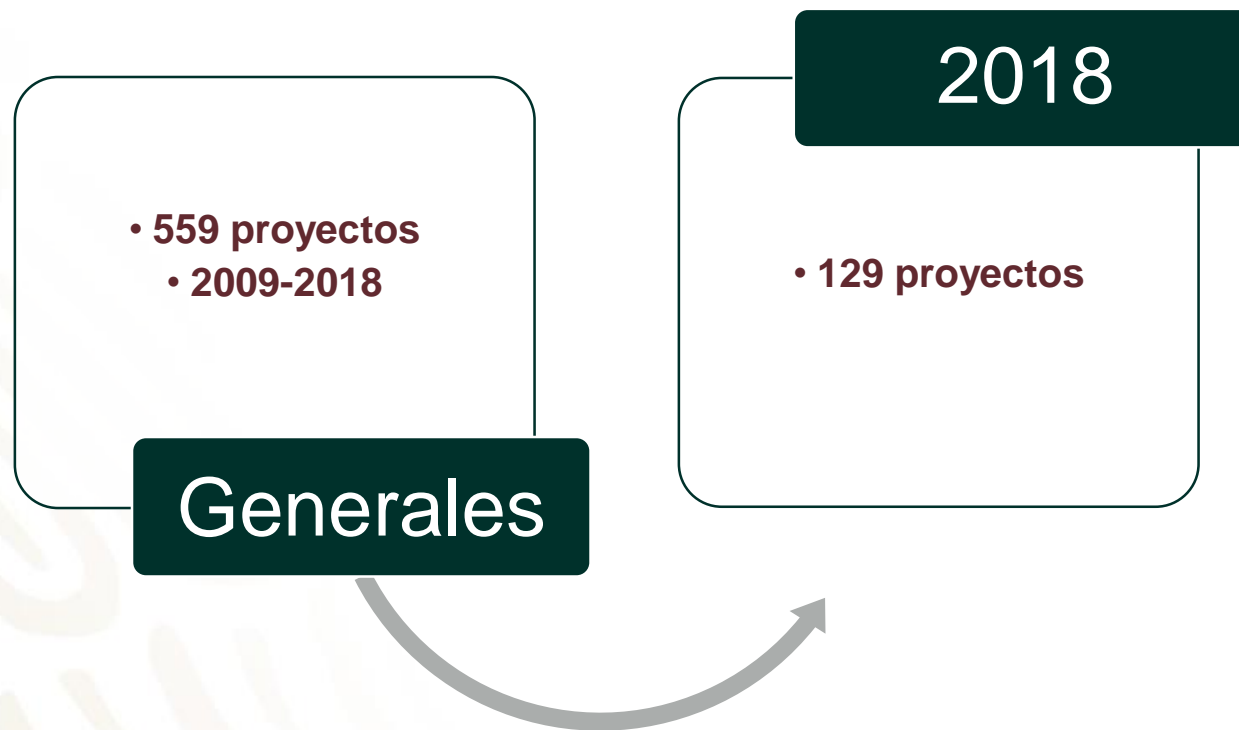 • 559 proyectos
• 2009-2018
Generales
2018
• 129 proyectos